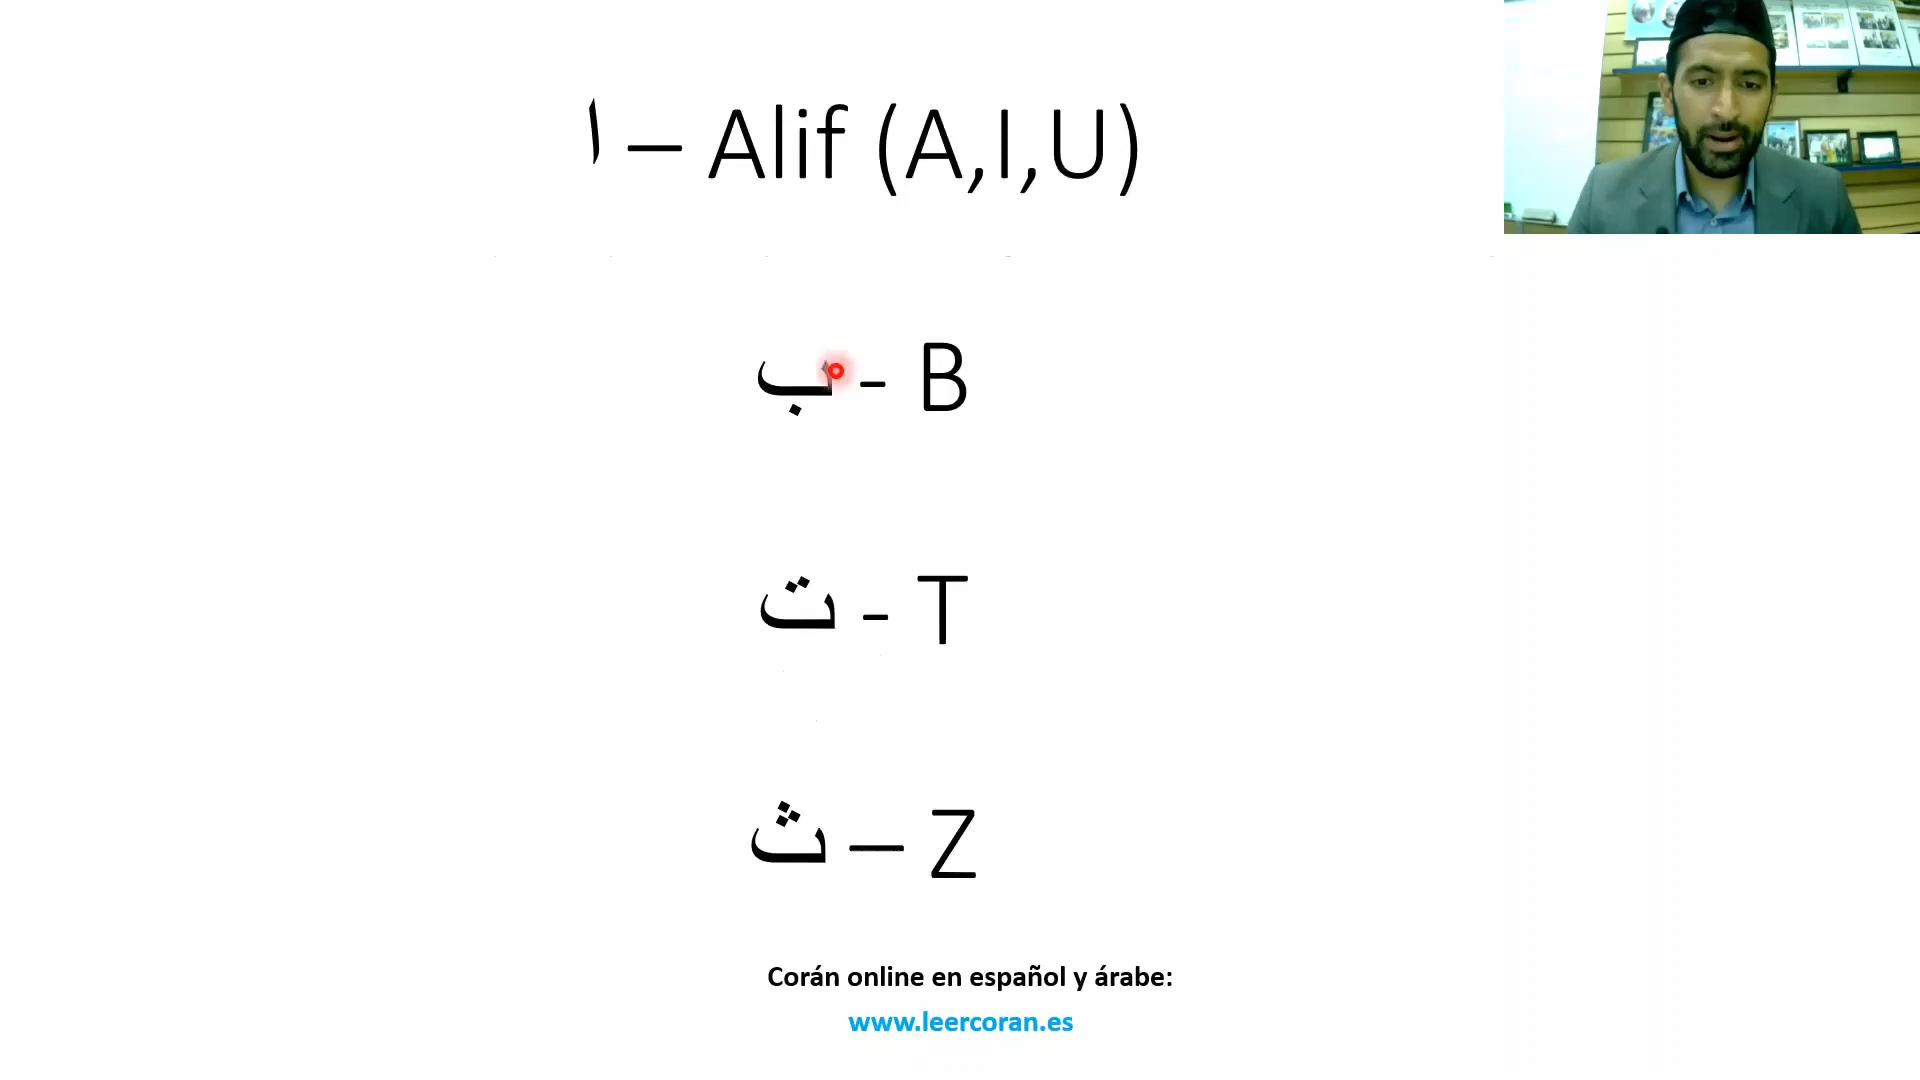 ا – Alif (A,I,U)
ب - B
ت - T
ث – Z
Corán online en español y árabe:
www.leercoran.es